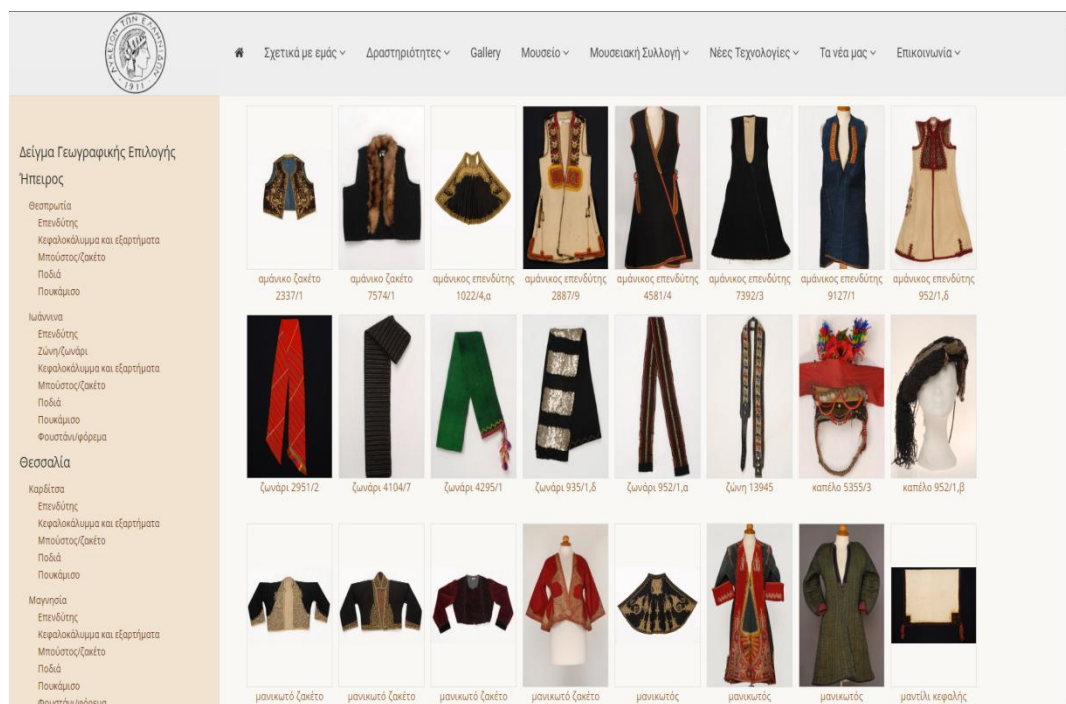 ΛΥΚΕΙΟΝ ΤΩΝ ΕΛΛΗΝΙΔΩΝ
· 1911 ·
Σχετικά με εμάς
Δραστηριότητες
Gallery
Μουσείο
Μουσειακή Συλλογή
Νέες Τεχνολογίες
Τα νέα μας
Επικοινωνία
Δείγμα Γεωγραφικής Επιλογής
Ήπειρος
Θεσπρωτία
Επενδύτης
Κεφαλοκάλυμμα και εξαρτήματα
Μπούστος/ζακέτο
Ποδιά
Πουκάμισο
Ιωάννινα
Επενδύτης
Ζώνη/ζωνάρι
Κεφαλοκάλυμμα και εξαρτήματα
Μπούστος/ζακέτο
Ποδιά
Πουκάμισο
Φουστάνι/φόρεμα
Θεσσαλία
Καρδίτσα
Επενδύτης
Κεφαλοκάλυμμα και εξαρτήματα
Μπούστος/ζακέτο
Ποδιά
Πουκάμισο
Μαγνησία
Επενδύτης
Κεφαλοκάλυμμα και εξαρτήματα
Μπούστος/ζακέτο
Ποδιά
Πουκάμισο
Φουστάνι/φόρεμα
αμάνικο ζακέτο
2337/1
αμάνικο ζακέτο
7574/1
αμάνικος επενδύτης
1022/4,α
αμάνικος επενδύτης
2887/9
αμάνικος επενδύτης
4581/4
αμάνικος επενδύτης
7392/3
αμάνικος επενδύτης
9127/1
αμάνικος επενδύτης
952/1,δ
ζωνάρι 2951/2
ζωνάρι 4104/7
ζωνάρι 4295/1
ζωνάρι 935/1,δ
ζωνάρι 952/1,α
ζώνη 13945
καπέλο 5355/3
καπέλο 952/1,β
μανικωτό ζακέτο
μανικωτό ζακέτο
μανικωτό ζακέτο
μανικωτό ζακέτο
μανικωτός
μανικωτός
μανικωτός
μαντίλι κεφαλής